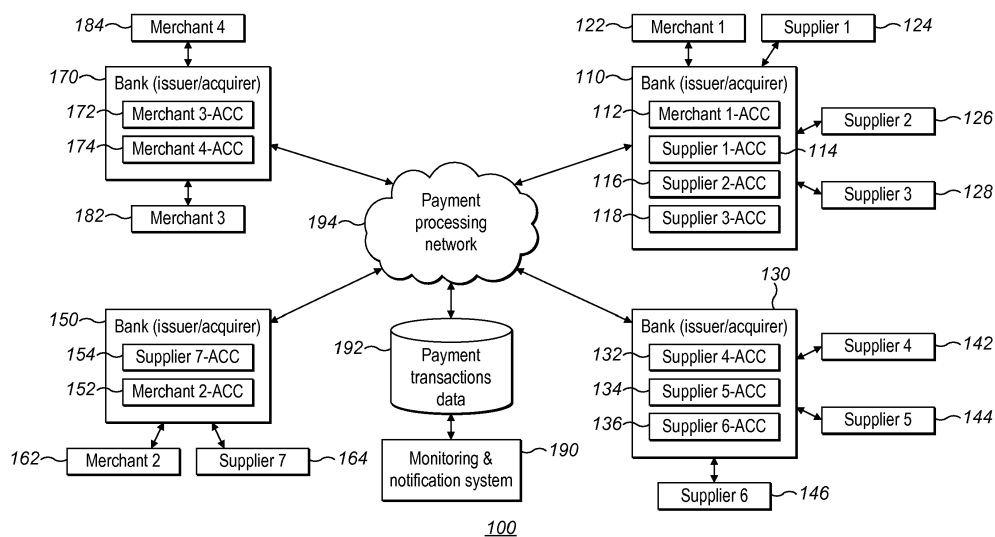 184
Merchant 4
170
Bank (issuer/acquirer)
172
Merchant 3-ACC
174
Merchant 4-ACC
182
Merchant 3
122
Merchant 1
Supplier 1
124
110
Bank (issuer/acquirer)
112
Merchant 1-ACC
Supplier 1-ACC
114
116
Supplier 2-ACC
118
Supplier 3-ACC
Supplier 2
126
Supplier 3
128
194
Payment
processing
network
150
Bank (issuer/acquirer)
154
Supplier 7-ACC
152
Merchant 2-ACC
162
Merchant 2
Supplier 7
164
192
Payment
transactions
data
Monitoring &
notification system
190
130
Bank (issuer/acquirer)
132
Supplier 4-ACC
134
Supplier 5-ACC
136
Supplier 6-ACC
Supplier 4
142
Supplier 5
144
Supplier 6
146
100